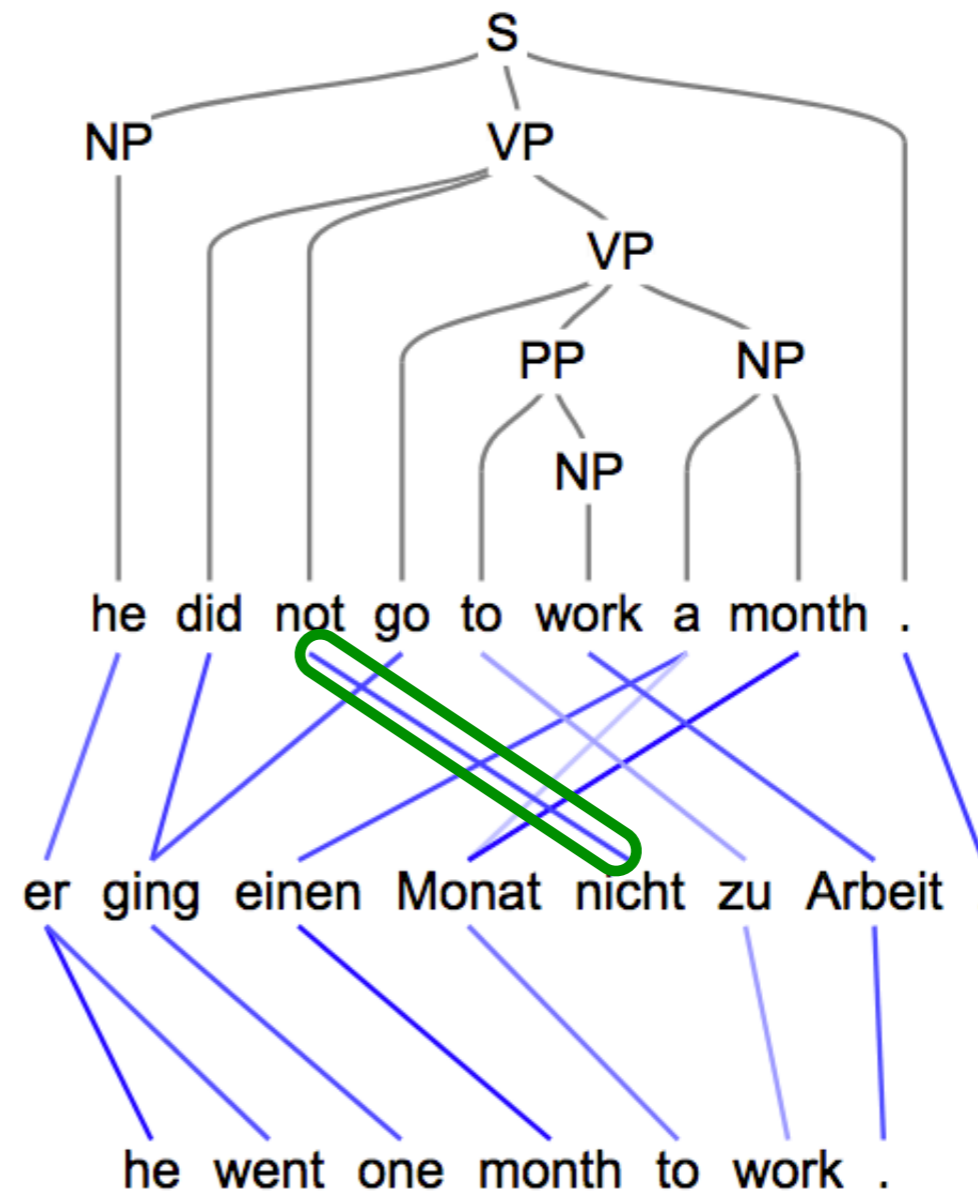 S
NP VP
VP
PP NP
NP
he did not go to work a month .
er ging einen Monat nicht zu Arbeit
he went one month to work .